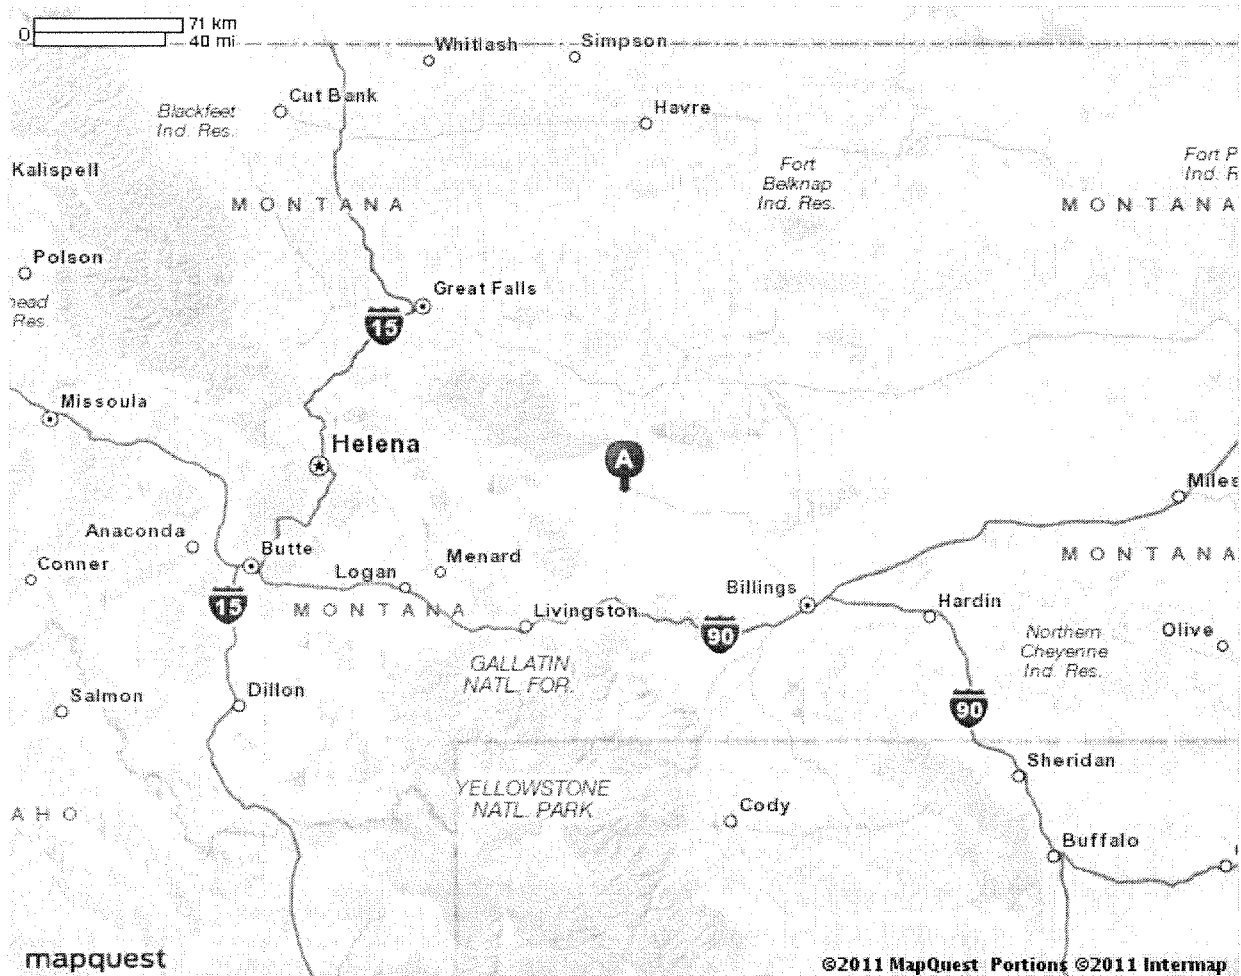 71 km
0
40 mi
Whitlash
Simpson
Cut Bank
Blackfeet
Ind. Res.
Havre
Kalispell
Fort
Belknap
Ind. Res.
Fort P
Ind. R
MONTANA
MONTANA
Polson
head
Res.
Great Falls
15
Missoula
Helena
A
Miles
Anaconda
Butte
Conner
Logan
Menard
MONTANA
Billings
15
MONTANA
Livingston
90
Hardin
Northern
Cheyenne
Ind. Res.
Olive
GALLATIN
NATL. FOR.
Salmon
Dillon
90
Sheridan
YELLOWSTONE
NATL. PARK
Cody
AHO
Buffalo
mapquest
©2011 MapQuest Portions ©2011 Intermap